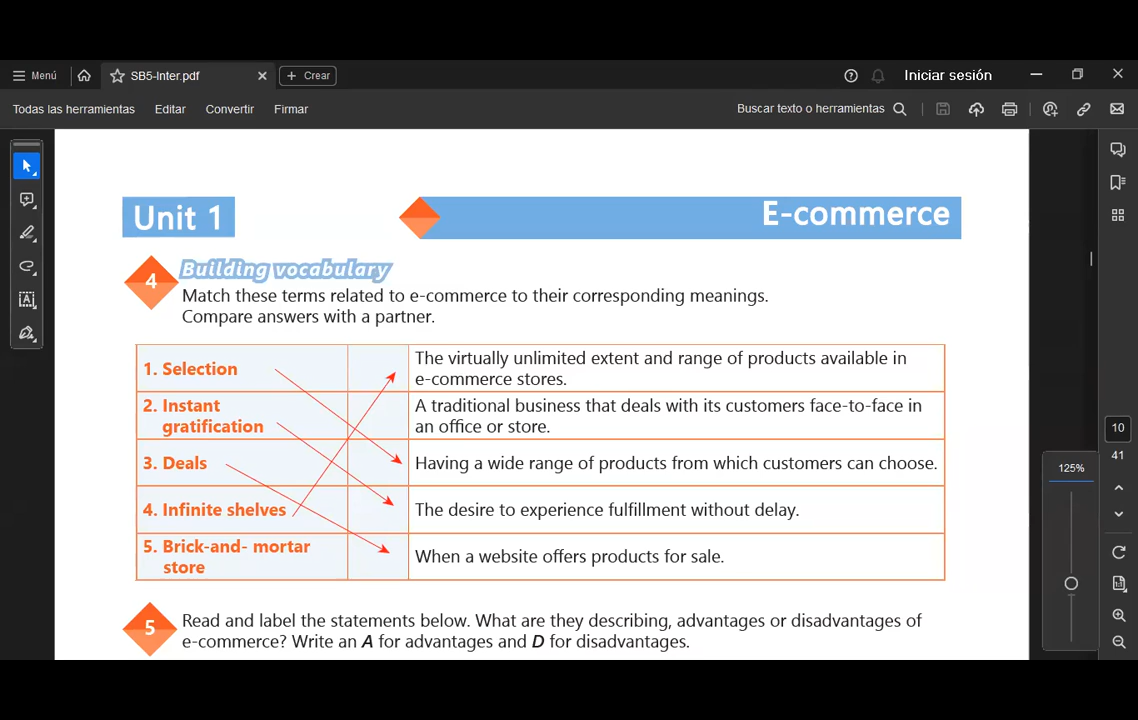 Menú
SB5-Inter.pdf
Crear
Iniciar sesión
Todas las herramientas
Editar
Convertir
Firmar
Buscar texto o herramientas
Unit 1
E-commerce
4
Building vocabulary
Match these terms related to e-commerce to their corresponding meanings.
Compare answers with a partner.
1. Selection
The virtually unlimited extent and range of products available in
e-commerce stores.
2. Instant
gratification
A traditional business that deals with its customers face-to-face in
an office or store.
3. Deals
Having a wide range of products from which customers can choose.
4. Infinite shelves
The desire to experience fulfillment without delay.
5. Brick-and- mortar
store
When a website offers products for sale.
5
Read and label the statements below. What are they describing, advantages or disadvantages of
e-commerce? Write an A for advantages and D for disadvantages.
10
41
125%